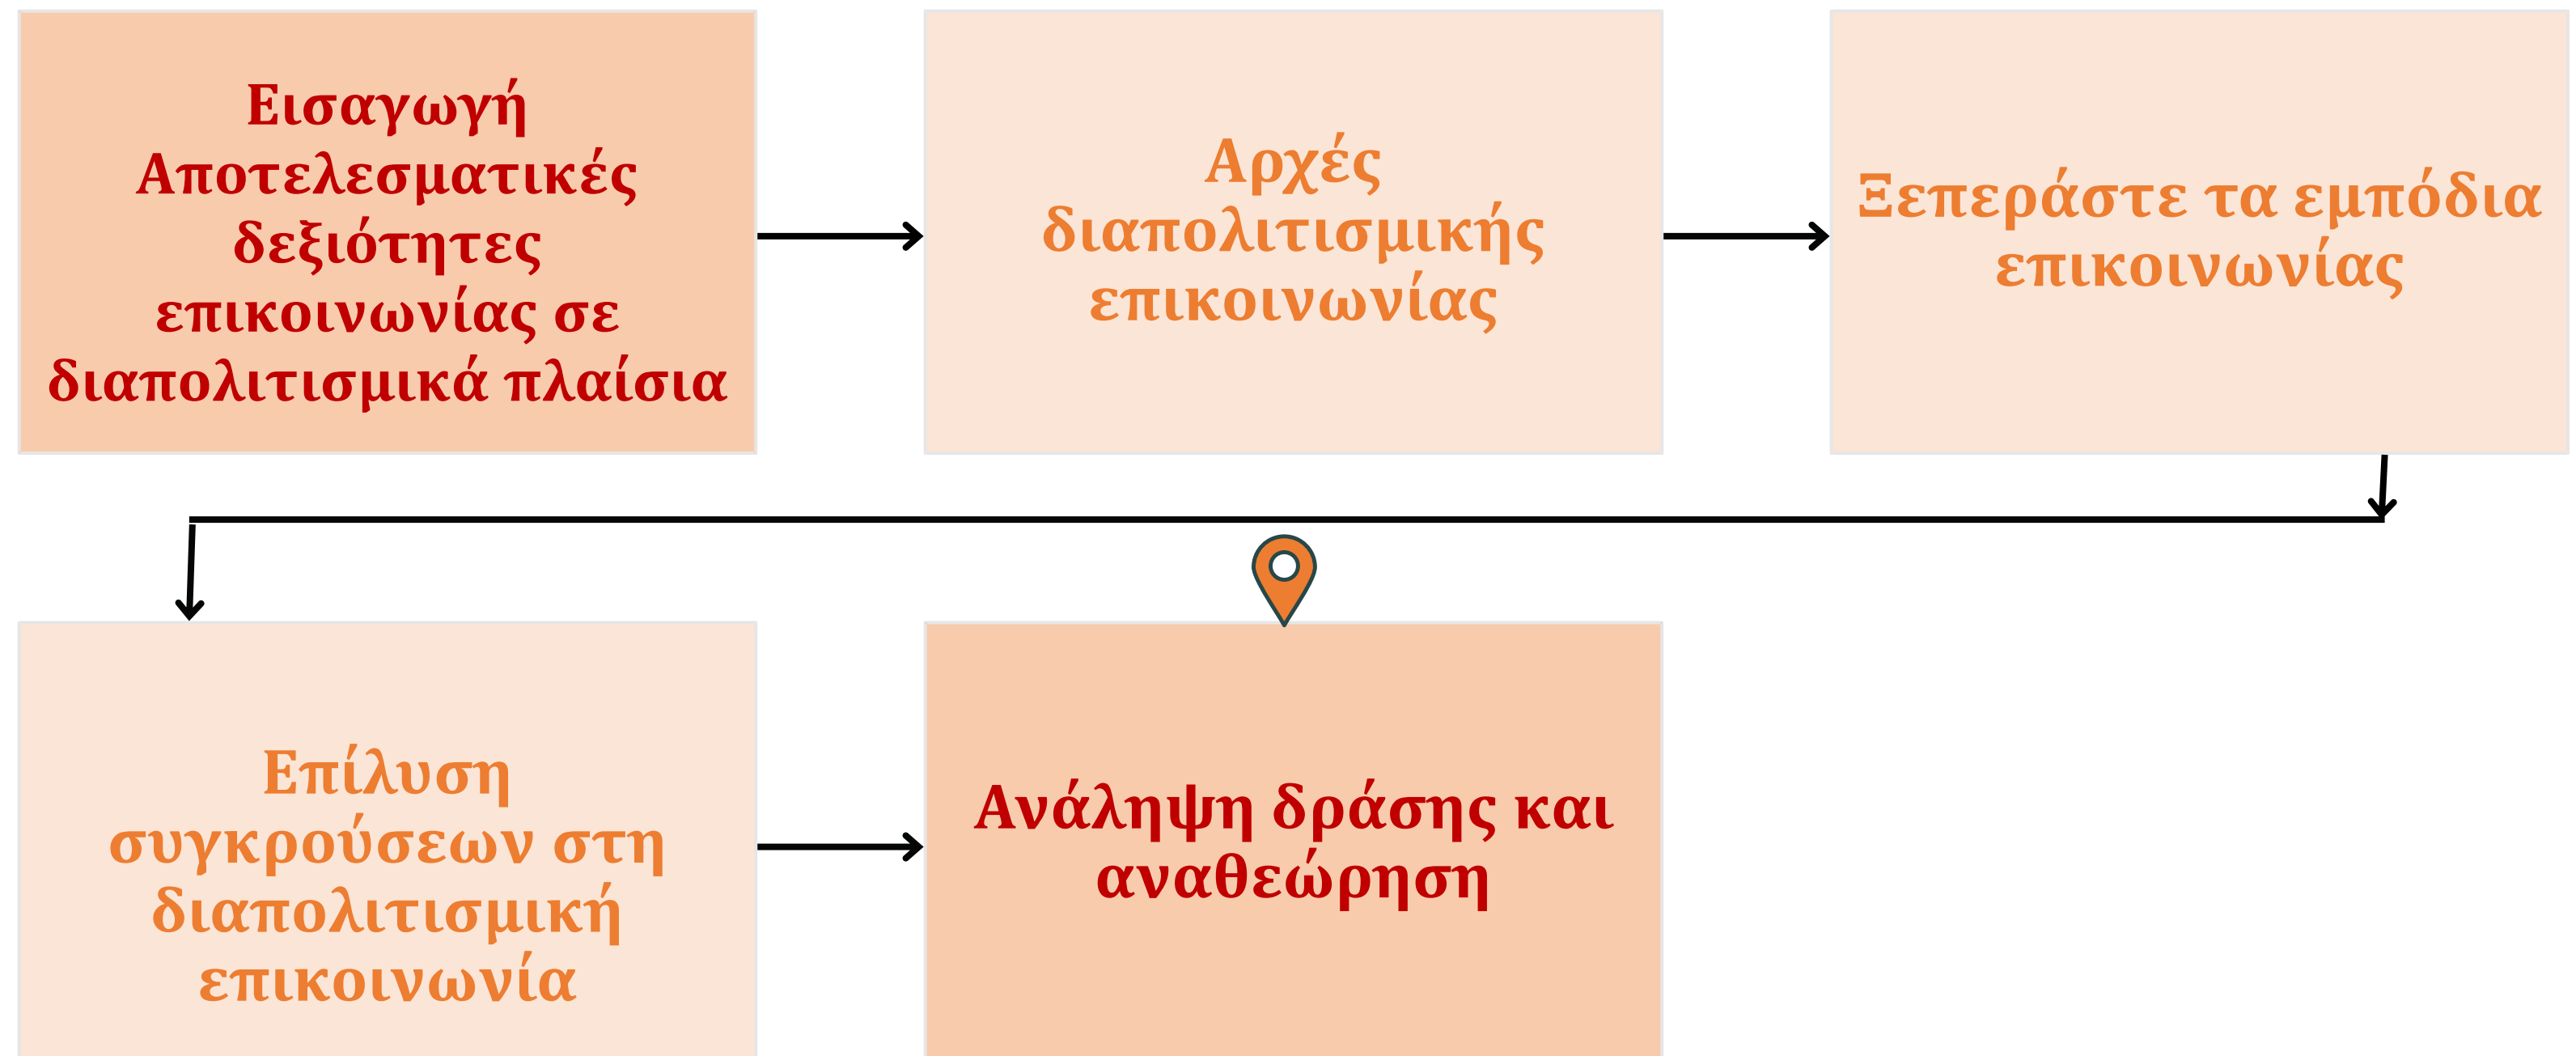 Εισαγωγή
Αποτελεσματικές
δεξιότητες
επικοινωνίας σε
διαπολιτισμικά πλαίσια
Αρχές
διαπολιτισμικής
επικοινωνίας
Ξεπεράστε τα εμπόδια
επικοινωνίας
Επίλυση
συγκρούσεων στη
διαπολιτισμική
επικοινωνία
Ανάληψη δράσης και
αναθεώρηση